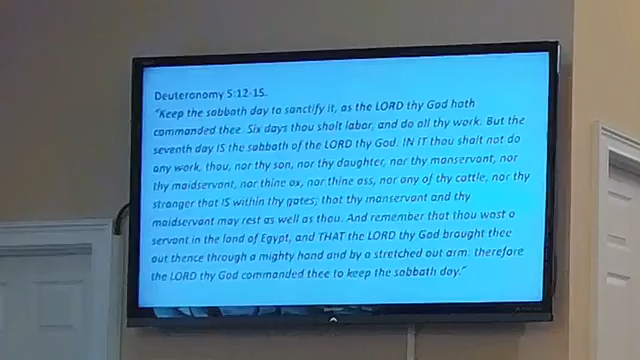 Deuteronomy 5:12-15.
"Keep the sabbath day to sanctify it, as the LORD thy God hath
commanded thee. Six days thou shalt labor, and do all thy work. But the
seventh day IS the sabbath of the LORD thy God. IN IT thou shalt not do
any work, thou, nor thy son, nor thy daughter, nor thy manservant, nor
thy maidservant, nor thine ox, nor thine ass, nor any of thy cattle, nor thy
stranger that IS within thy gates; that thy manservant and thy
maidservant may rest as well as thou. And remember that thou wast a
servant in the land of Egypt, and THAT the LORD thy God brought thee
out thence through a mighty hand and by a stretched out arm: therefore
the LORD thy God commanded thee to keep the sabbath day."